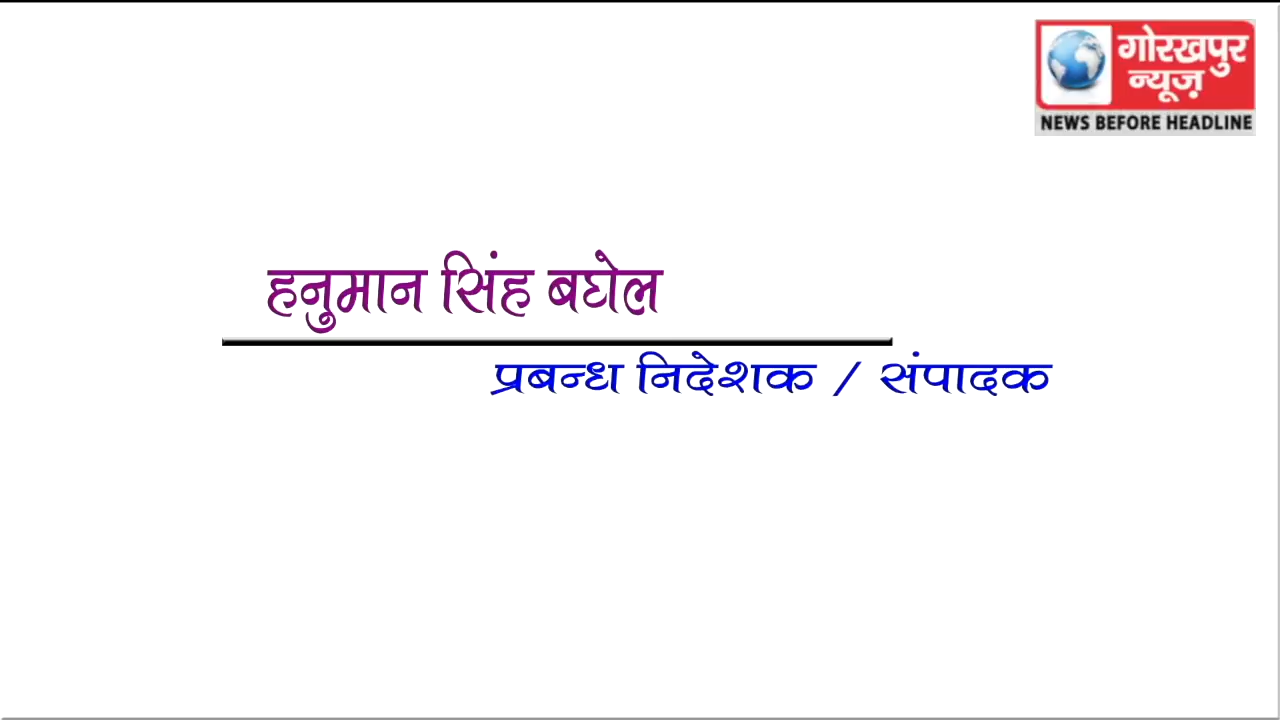 गोरखपुर
न्यूज़
NEWS BEFORE HEADLINE
हनुमान सिंह बघेल
प्रबन्ध निदेशक / संपादक